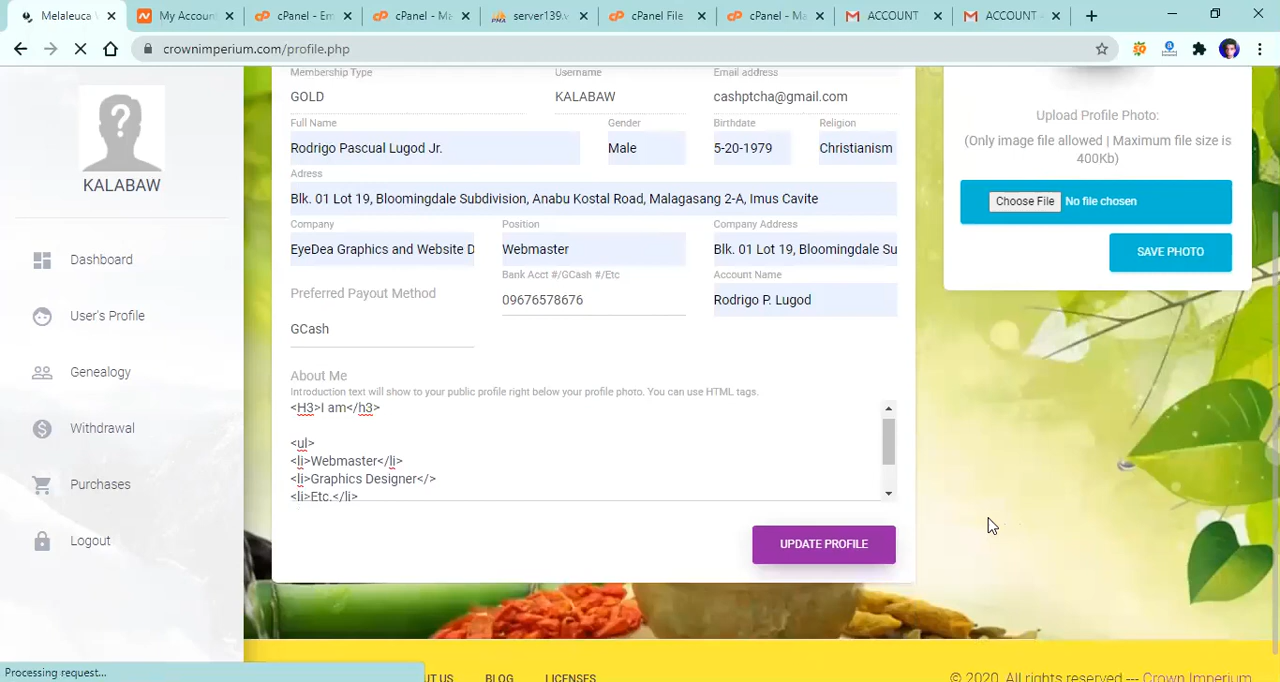 Melaleuca
My Account
cPanel - Em
cPanel - Ma
server139.v
cPanel File
cPanel - Ma
ACCOUNT
ACCOUNT -
crownimperium.com/profile.php
KALABAW
Dashboard
User's Profile
Genealogy
Withdrawal
Purchases
Logout
Membership Type Username Email address
GOLD KALABAW cashptcha@gmail.com
Full Name Gender Birthdate Religion
Rodrigo Pascual Lugod Jr. Male 5-20-1979 Christianism
Adress
Blk. 01 Lot 19, Bloomingdale Subdivision, Anabu Kostal Road, Malagasang 2-A, Imus Cavite
Company Position Company Address
EyeDea Graphics and Website D Webmaster Blk. 01 Lot 19, Bloomingdale Su
Bank Acct #/GCash #/Etc Account Name
Preferred Payout Method 09676578676 Rodrigo P. Lugod
GCash
About Me
Introduction text will show to your public profile right below your profile photo. You can use HTML tags.
<H3>I am</h3>
<ul>
<li>Webmaster</li>
<li>Graphics Designer</>
<li>Etc.</li>
UPDATE PROFILE
Upload Profile Photo:
(Only image file allowed | Maximum file size is
400Kb)
Choose File No file chosen
SAVE PHOTO
Processing request...
UT US BLOG LICENSES
© 2020, All rights reserved --- Crown Imperium